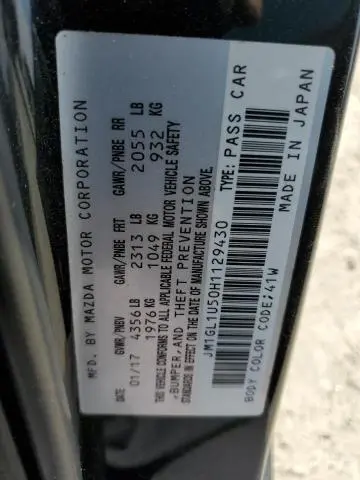 MFD. BY MAZDA MOTOR CORPORATION
GVWR/PNBV GAWR/PNBE FRT GAWR/PNBE RR
01/17 4356 LB 2313 LB 2055 LB
1976 KG 1049 KG 932 KG
THIS VEHICLE CONFORMS TO ALL APPLICABLE FEDERAL MOTOR VEHICLE SAFETY
<BUMPER, AND THEFT PREVENTION
STANDARDS IN EFFECT ON THE DATE OF MANUFACTURE SHOWN ABOVE.
JM1GL1U50H1129430 TYPE: PASS CAR
BODY COLOR CODE;41W MADE IN JAPAN